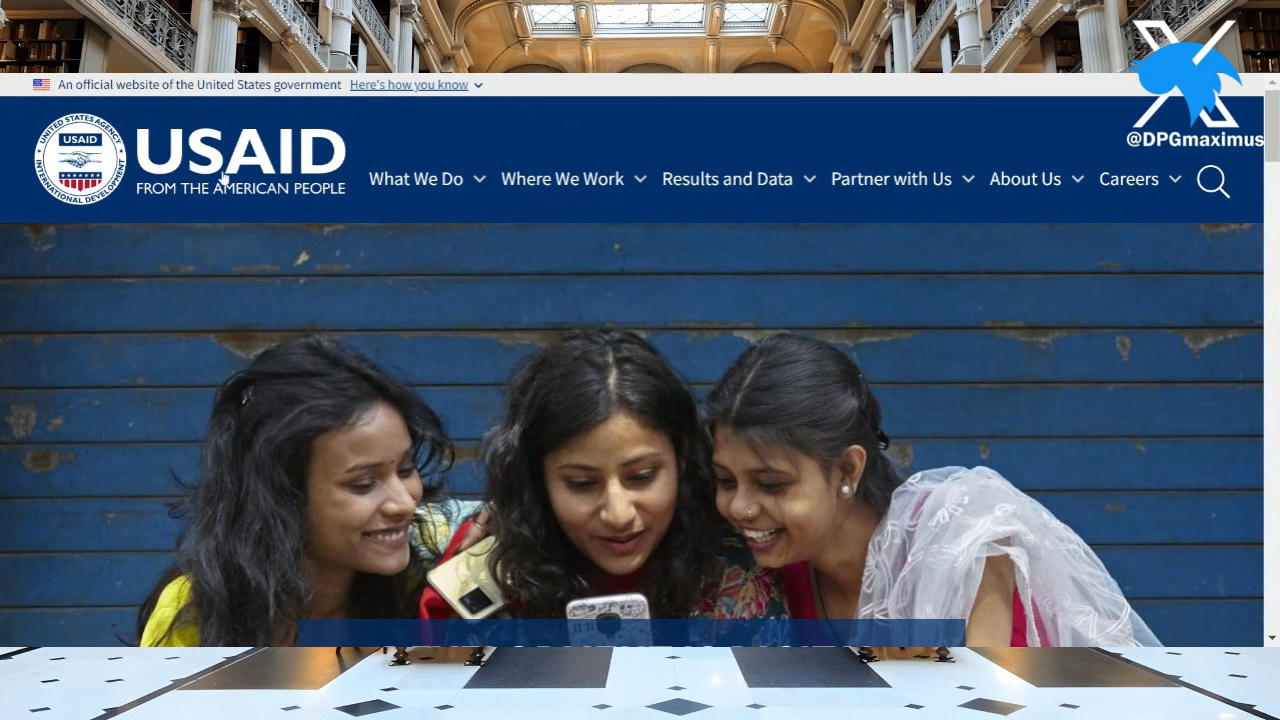 An official website of the United States government Here's how you know
@DPGmaximus
UNITED STATES AGENCY
USAID
INTERNATIONAL DEVELOPMENT
USAID
FROM THE AMERICAN PEOPLE
What We Do
Where We Work
Results and Data
Partner with Us
About Us
Careers